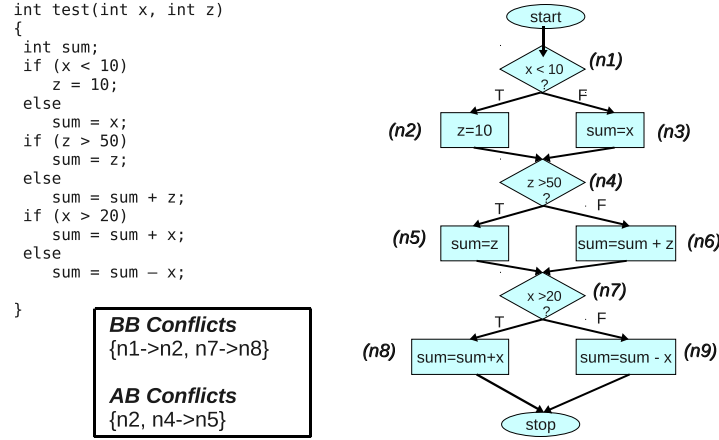 int test(int x, int z)
{
int sum;
if (x < 10)
z = 10;
else
sum = x;
if (z > 50)
sum = z;
else
sum = sum + z;
if (x > 20)
sum = sum + x;
else
sum = sum – x;
}
BB Conflicts
{n1->n2, n7->n8}
AB Conflicts
{n2, n4->n5}
start
x < 10
?
(n1)
T
F
(n2)
z=10
sum=x
(n3)
z >50
?
(n4)
T
F
(n5)
sum=z
sum=sum + z
(n6)
x >20
?
(n7)
T
F
(n8)
sum=sum+x
sum=sum - x
(n9)
stop